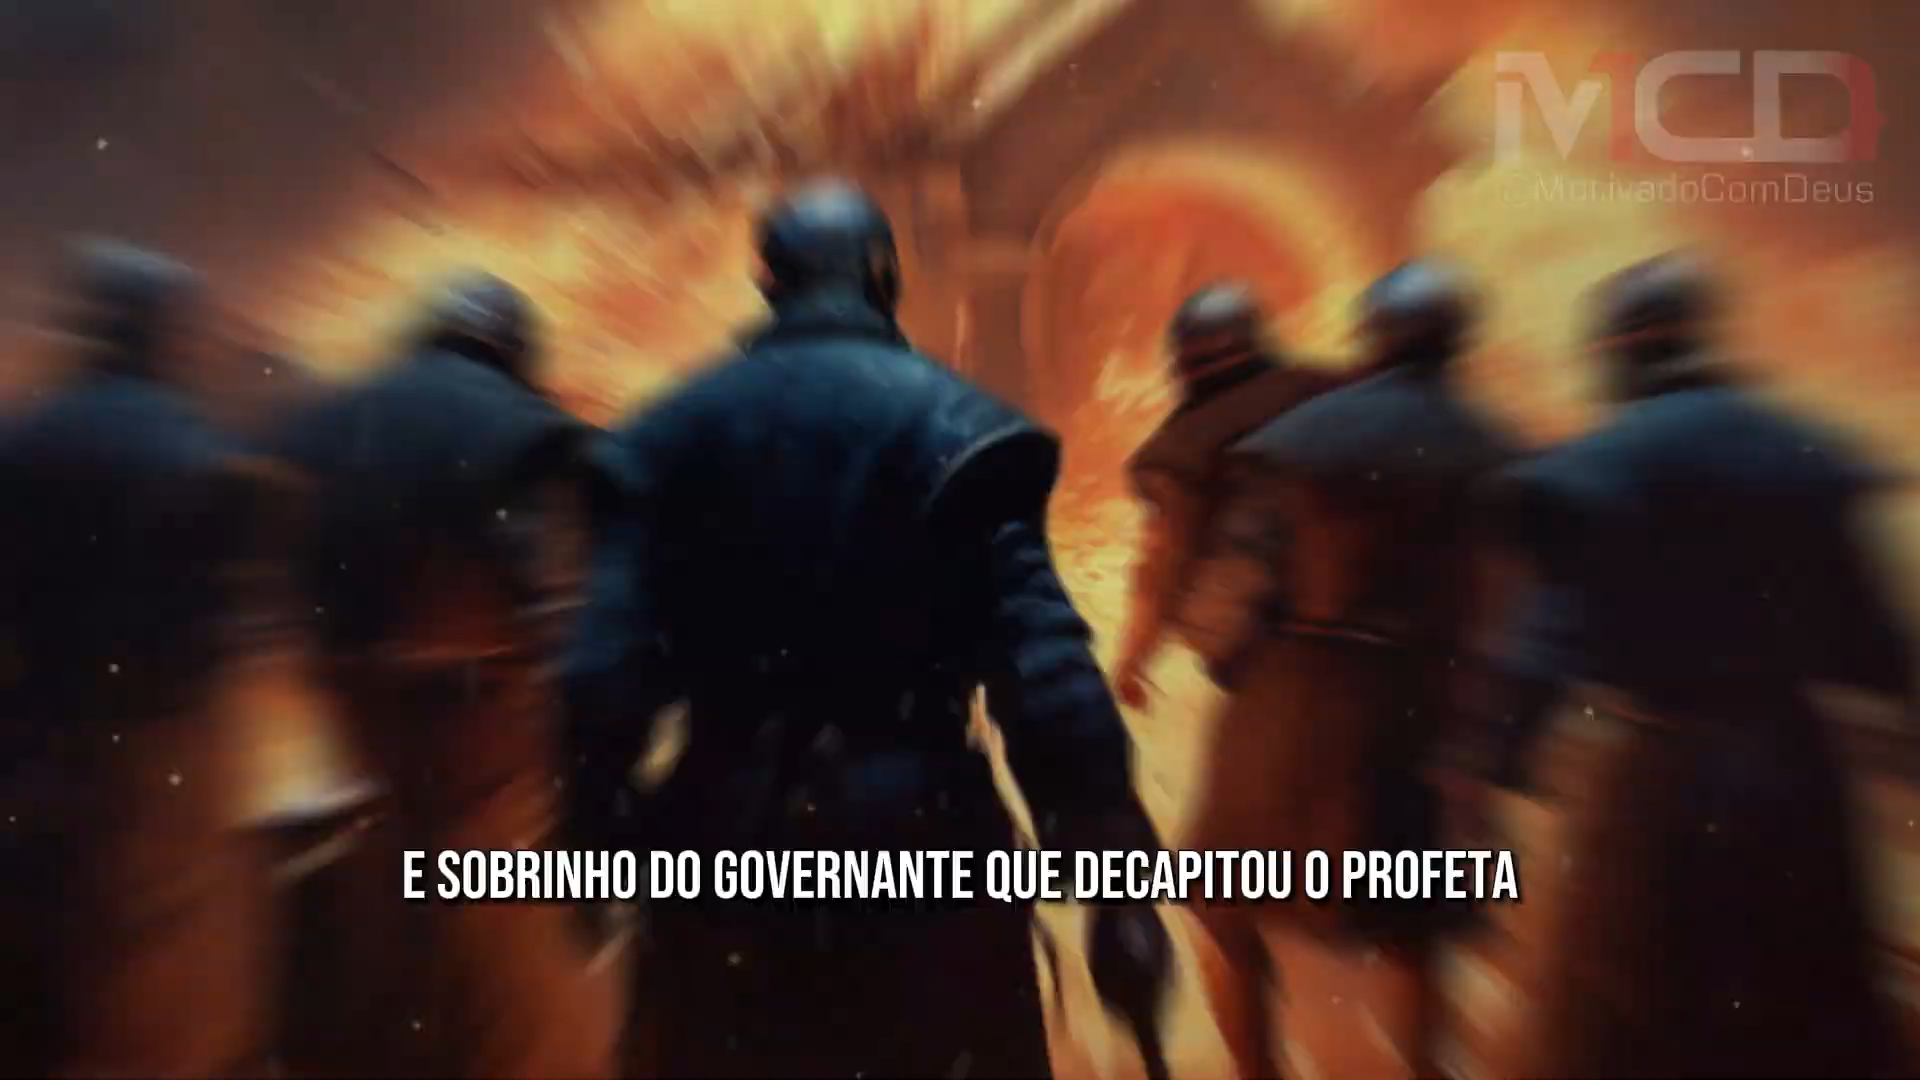 MCD
@MotivadoComDeus
E SOBRINHO DO GOVERNANTE QUE DECAPITOU O PROFETA